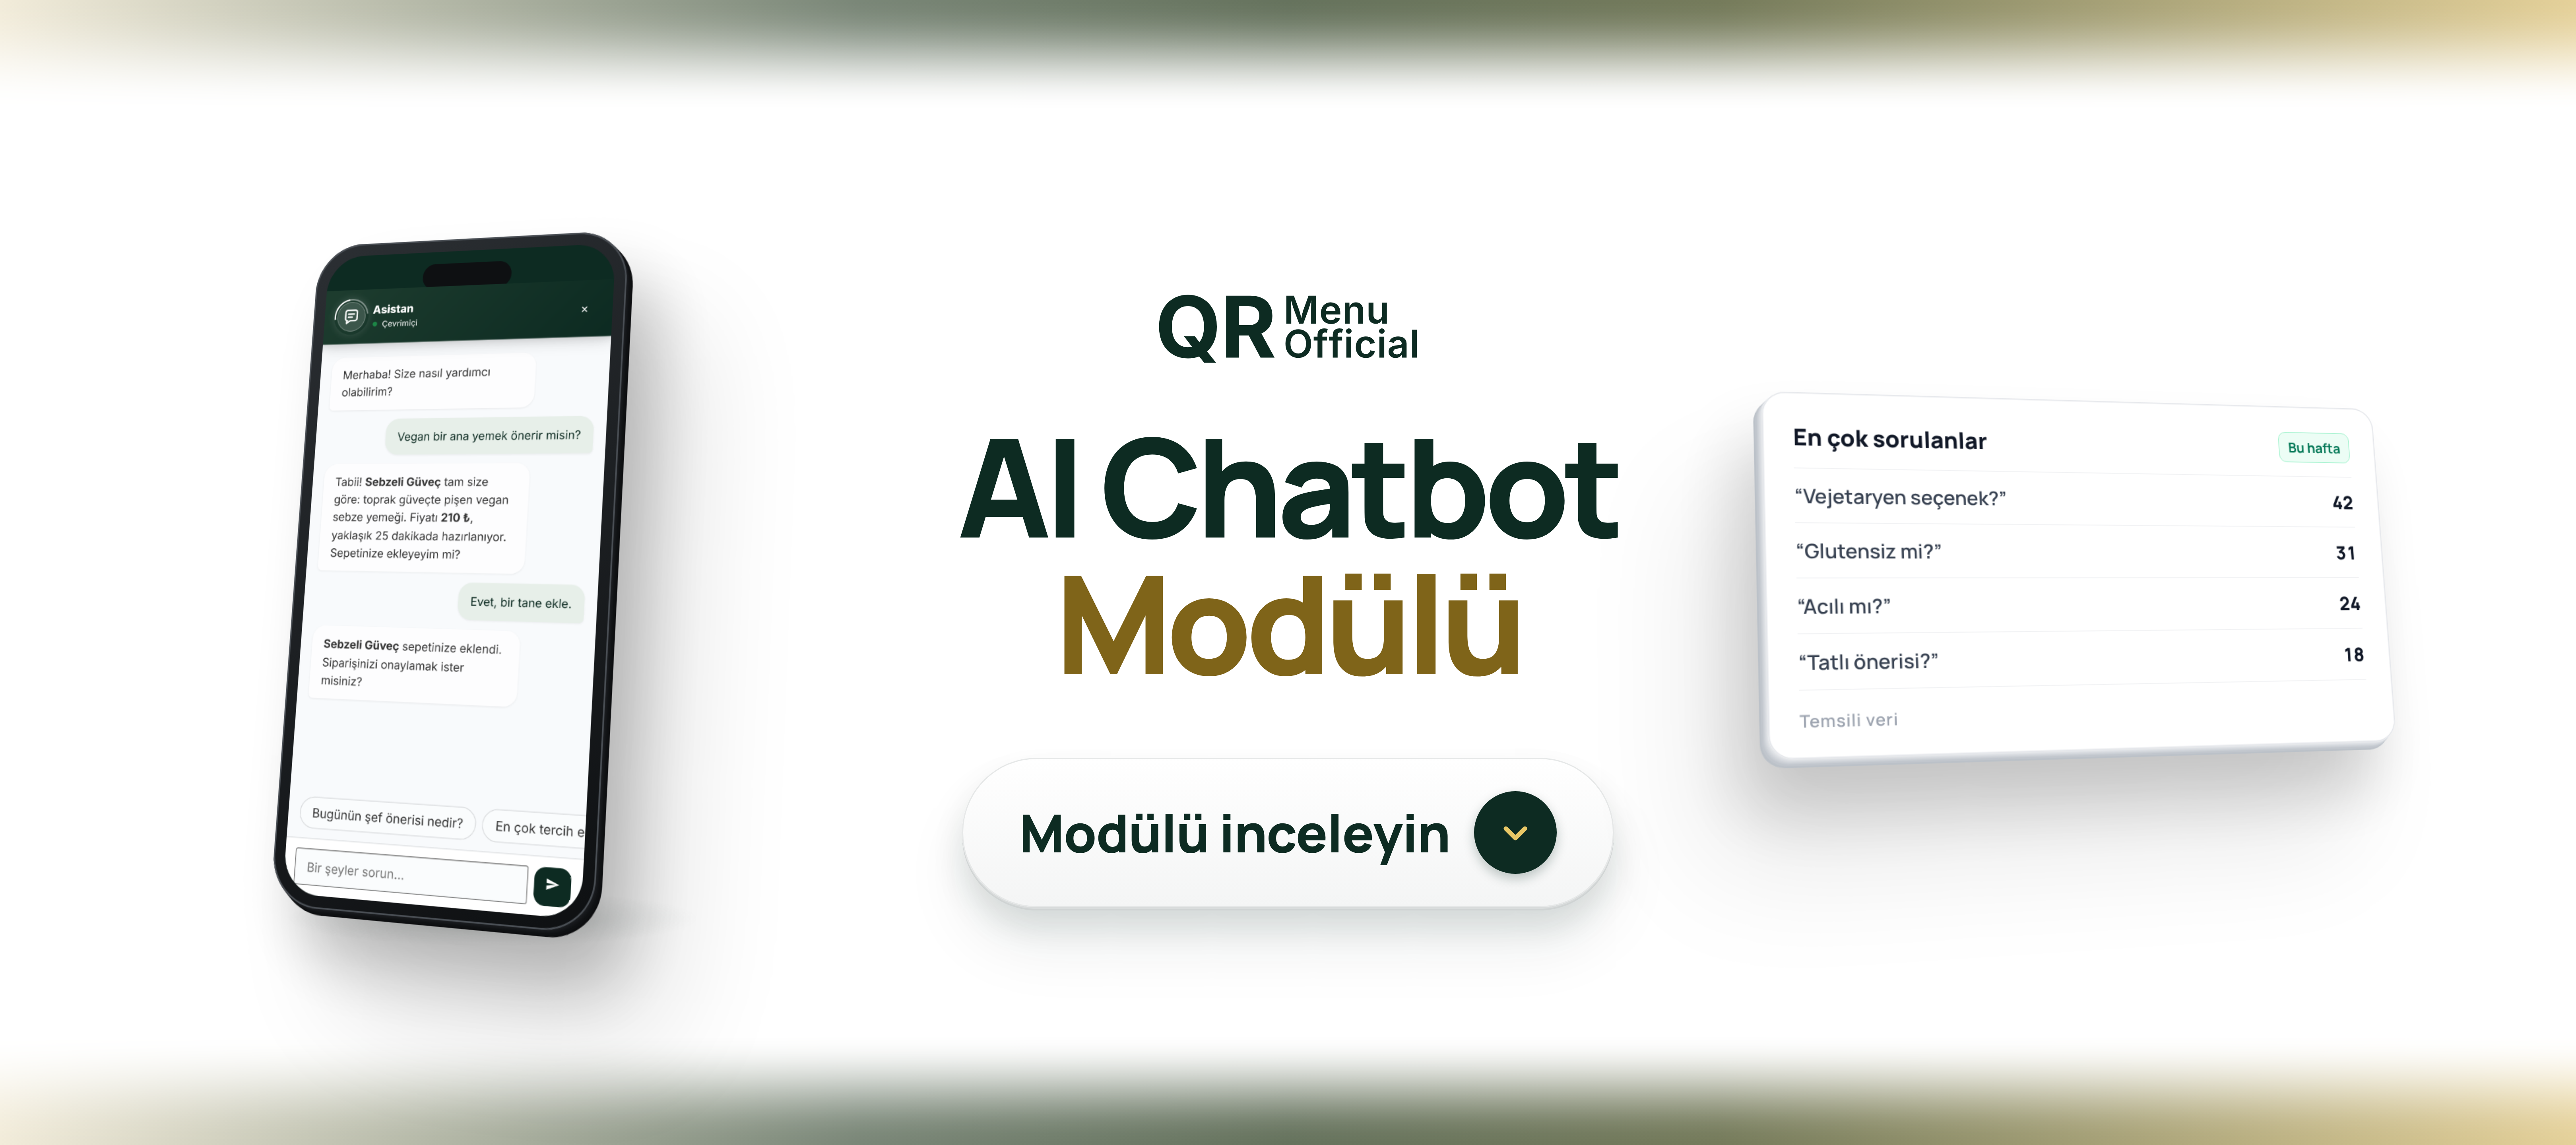 Asistan
Çevrimiçi
×
Merhaba! Size nasıl yardımcı
olabilirim?
Vegan bir ana yemek önerir misin?
Tabii! Sebzeli Güveç tam size
göre: toprak güveçte pişen vegan
sebze yemeği. Fiyatı 210 ₺,
yaklaşık 25 dakikada hazırlanıyor.
Sepetinize ekleyeyim mi?
Evet, bir tane ekle.
Sebzeli Güveç sepetinize eklendi.
Siparişinizi onaylamak ister
misiniz?
Bugünün şef önerisi nedir?
En çok tercih e
Bir şeyler sorun...
QR Menu
Official
AI Chatbot
Modülü
Modülü inceleyin
En çok sorulanlar
Bu hafta
“Vejetaryen seçenek?” 42
“Glutensiz mi?” 31
“Acılı mı?” 24
“Tatlı önerisi?” 18
Temsili veri